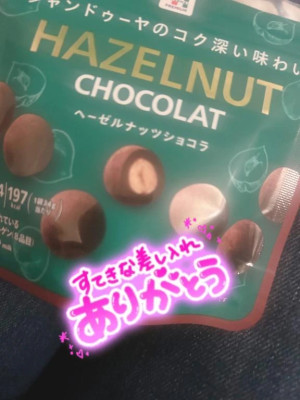 ジャンドゥーヤのコク深い味わい
HAZELNUT
CHOCOLAT
ヘーゼルナッツショコラ
197
kcal
すてきな差し入れ
ありがとう